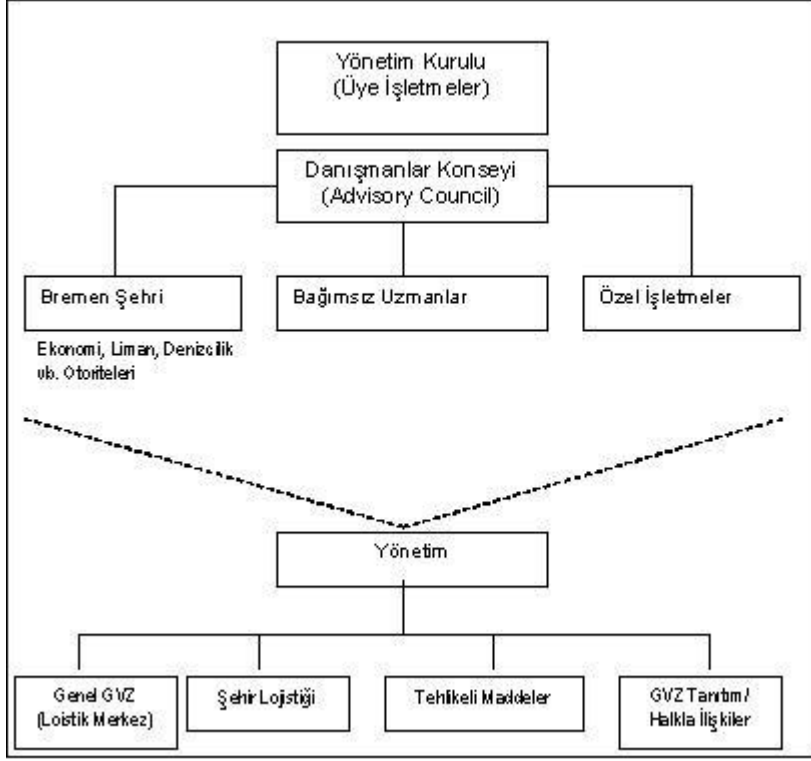 Yönetim Kurulu
(Üye İşletmeler)
Danışmanlar Konseyi
(Advisory Council)
Bremen Şehri
Bağımsız Uzmanlar
Özel İşletmeler
Ekonomi, Liman, Denizcilik
vb. Otoriteleri
Yönetim
Genel GVZ
(Loistik Merkez)
Şehir Lojistiği
Tehlikeli Maddeler
GVZ Tanıtım /
Halkla İlişkiler